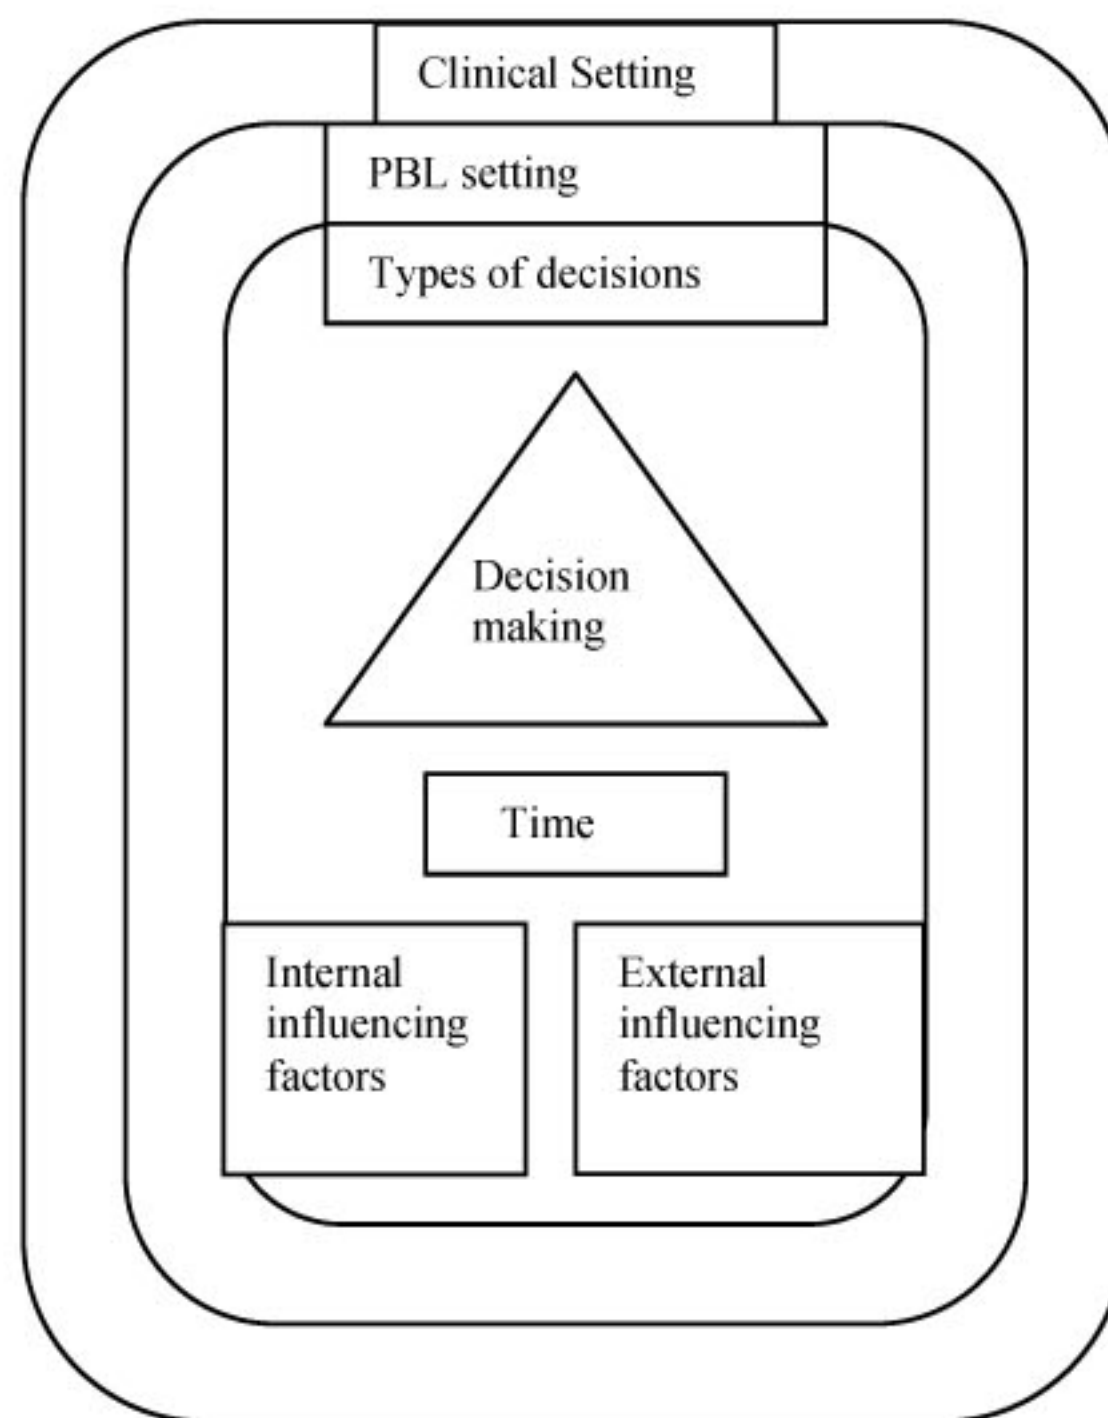 Clinical Setting
PBL setting
Types of decisions
Decision
making
Time
Internal
influencing
factors
External
influencing
factors